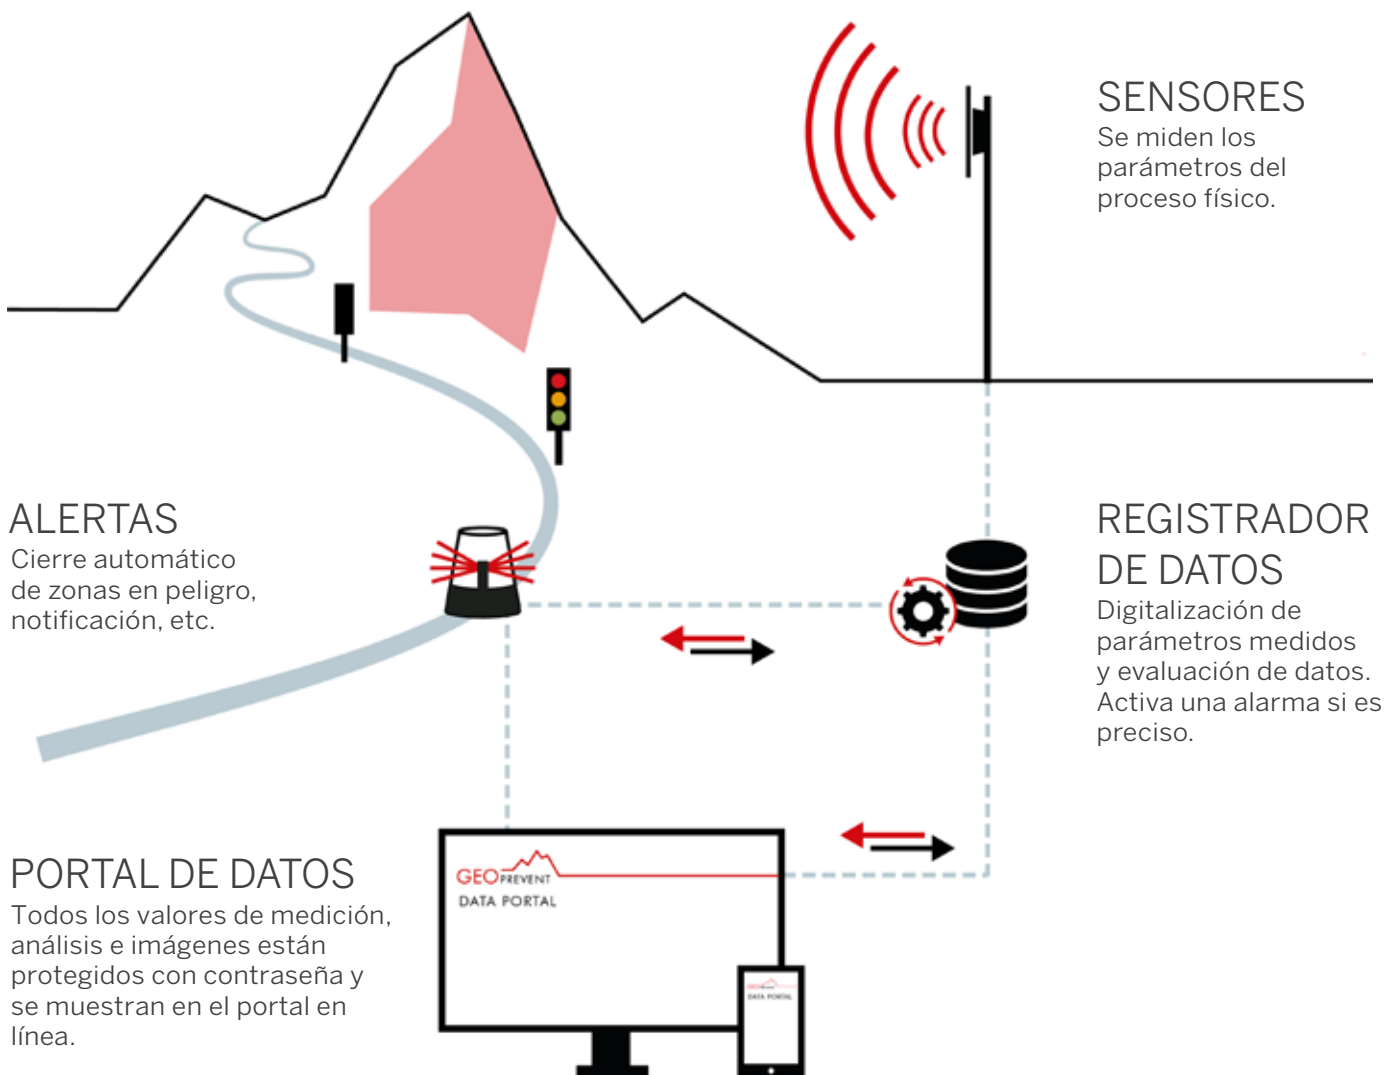 SENSORES
Se miden los
parámetros del
proceso físico.
ALERTAS
Cierre automático
de zonas en peligro,
notificación, etc.
REGISTRADOR
DE DATOS
Digitalización de
parámetros medidos
y evaluación de datos.
Activa una alarma si es
preciso.
PORTAL DE DATOS
Todos los valores de medición,
análisis e imágenes están
protegidos con contraseña y
se muestran en el portal en
línea.
GEOPREVENT
DATA PORTAL
DATA PORTAL